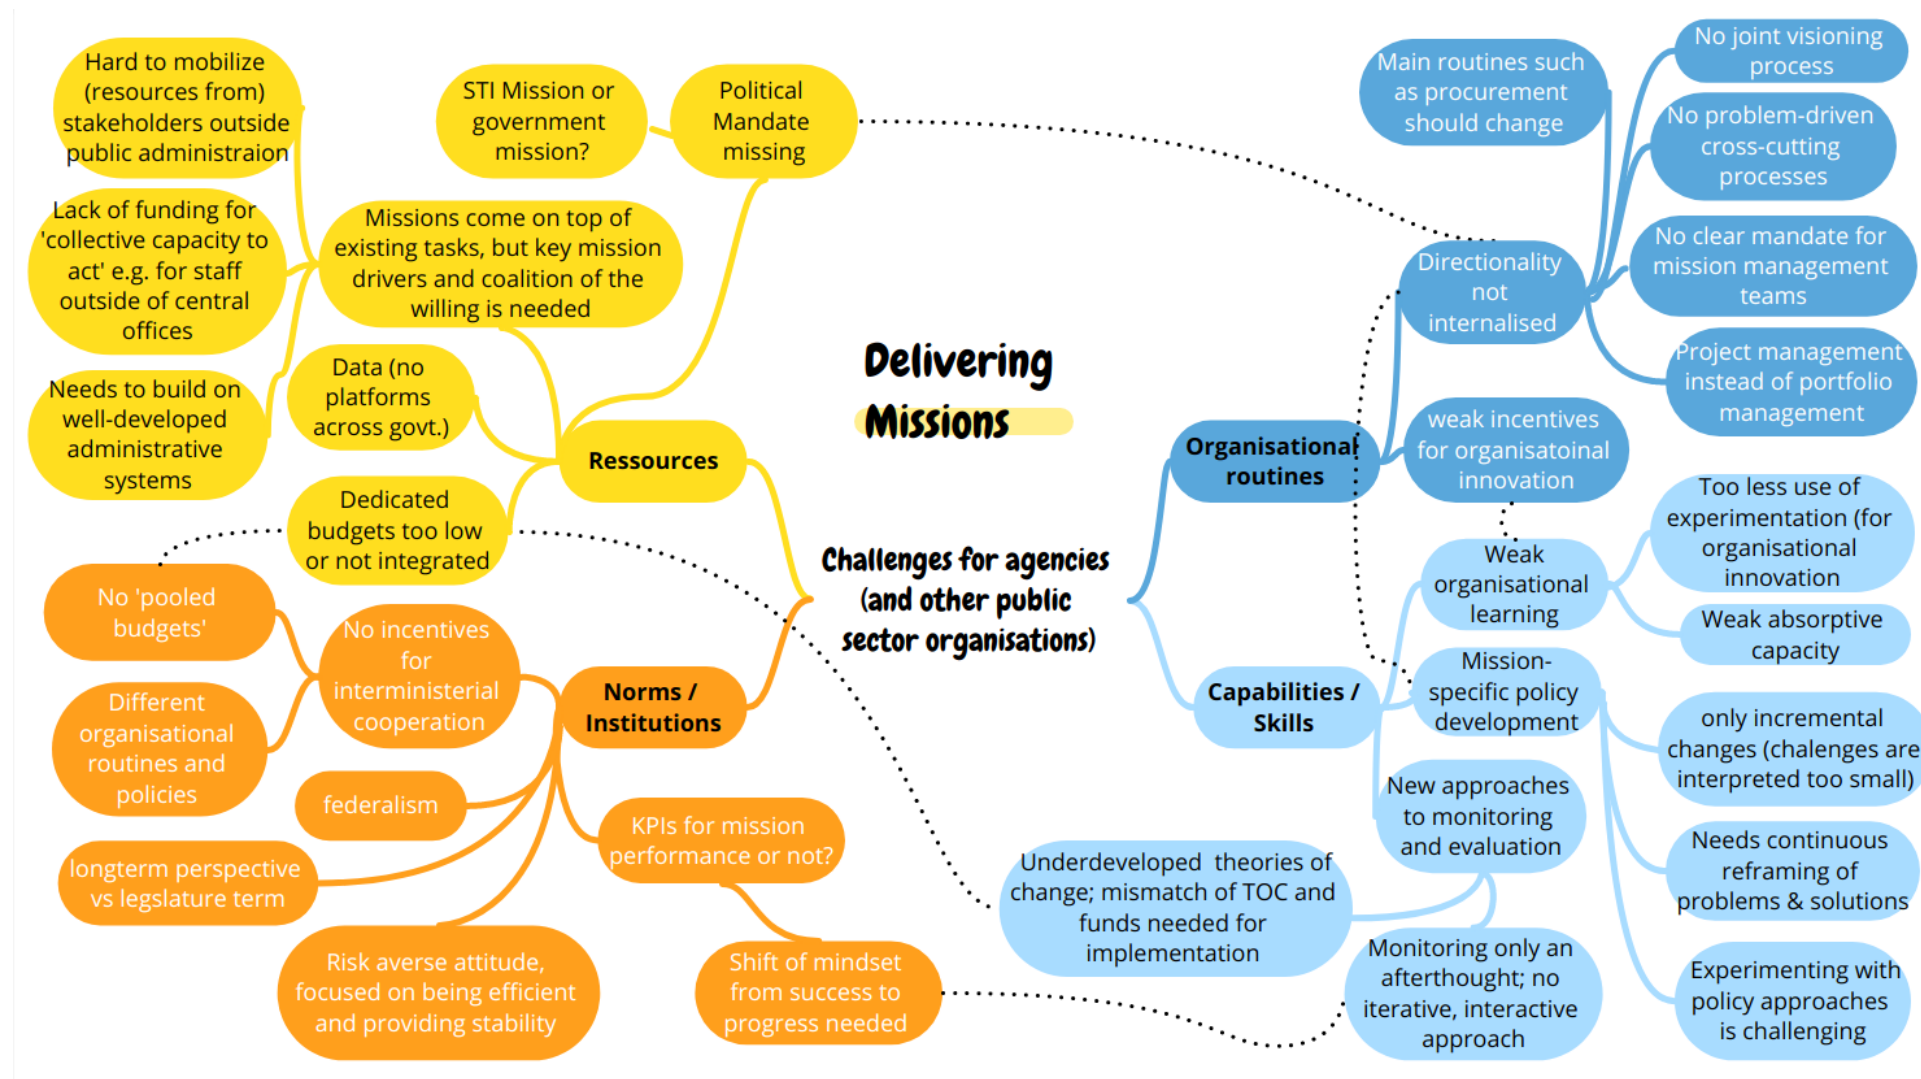 Delivering
Missions
Challenges for agencies
(and other public
sector organisations)
Ressources
Political
Mandate
missing
STI Mission or
government
mission?
Missions come on top of
existing tasks, but key mission
drivers and coalition of the
willing is needed
Hard to mobilize
(resources from)
stakeholders outside
public administraion
Lack of funding for
'collective capacity to
act' e.g. for staff
outside of central
offices
Needs to build on
well-developed
administrative
systems
Data (no
platforms
across govt.)
Dedicated
budgets too low
or not integrated
Norms /
Institutions
No incentives
for
interministerial
cooperation
No 'pooled
budgets'
Different
organisational
routines and
policies
federalism
longterm perspective
vs legslature term
Risk averse attitude,
focused on being efficient
and providing stability
KPIs for mission
performance or not?
Shift of mindset
from success to
progress needed
Organisational
routines
Directionality
not
internalised
Main routines such
as procurement
should change
No joint visioning
process
No problem-driven
cross-cutting
processes
No clear mandate for
mission management
teams
Project management
instead of portfolio
management
weak incentives
for organisatoinal
innovation
Capabilities /
Skills
Weak
organisational
learning
Too less use of
experimentation (for
organisational
innovation
Weak absorptive
capacity
Mission-
specific policy
development
only incremental
changes (chalenges are
interpreted too small)
Needs continuous
reframing of
problems & solutions
Experimenting with
policy approaches
is challenging
New approaches
to monitoring
and evaluation
Underdeveloped theories of
change; mismatch of TOC and
funds needed for
implementation
Monitoring only an
afterthought; no
iterative, interactive
approach